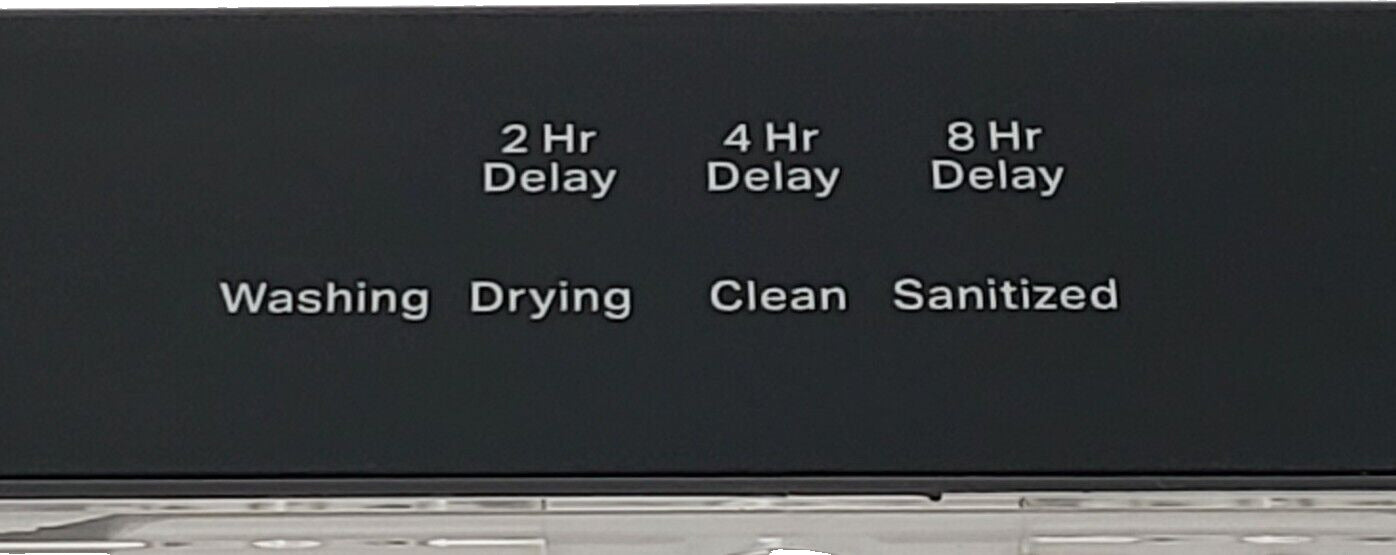 2 Hr 4 Hr 8 Hr
Delay Delay Delay
Washing Drying Clean Sanitized